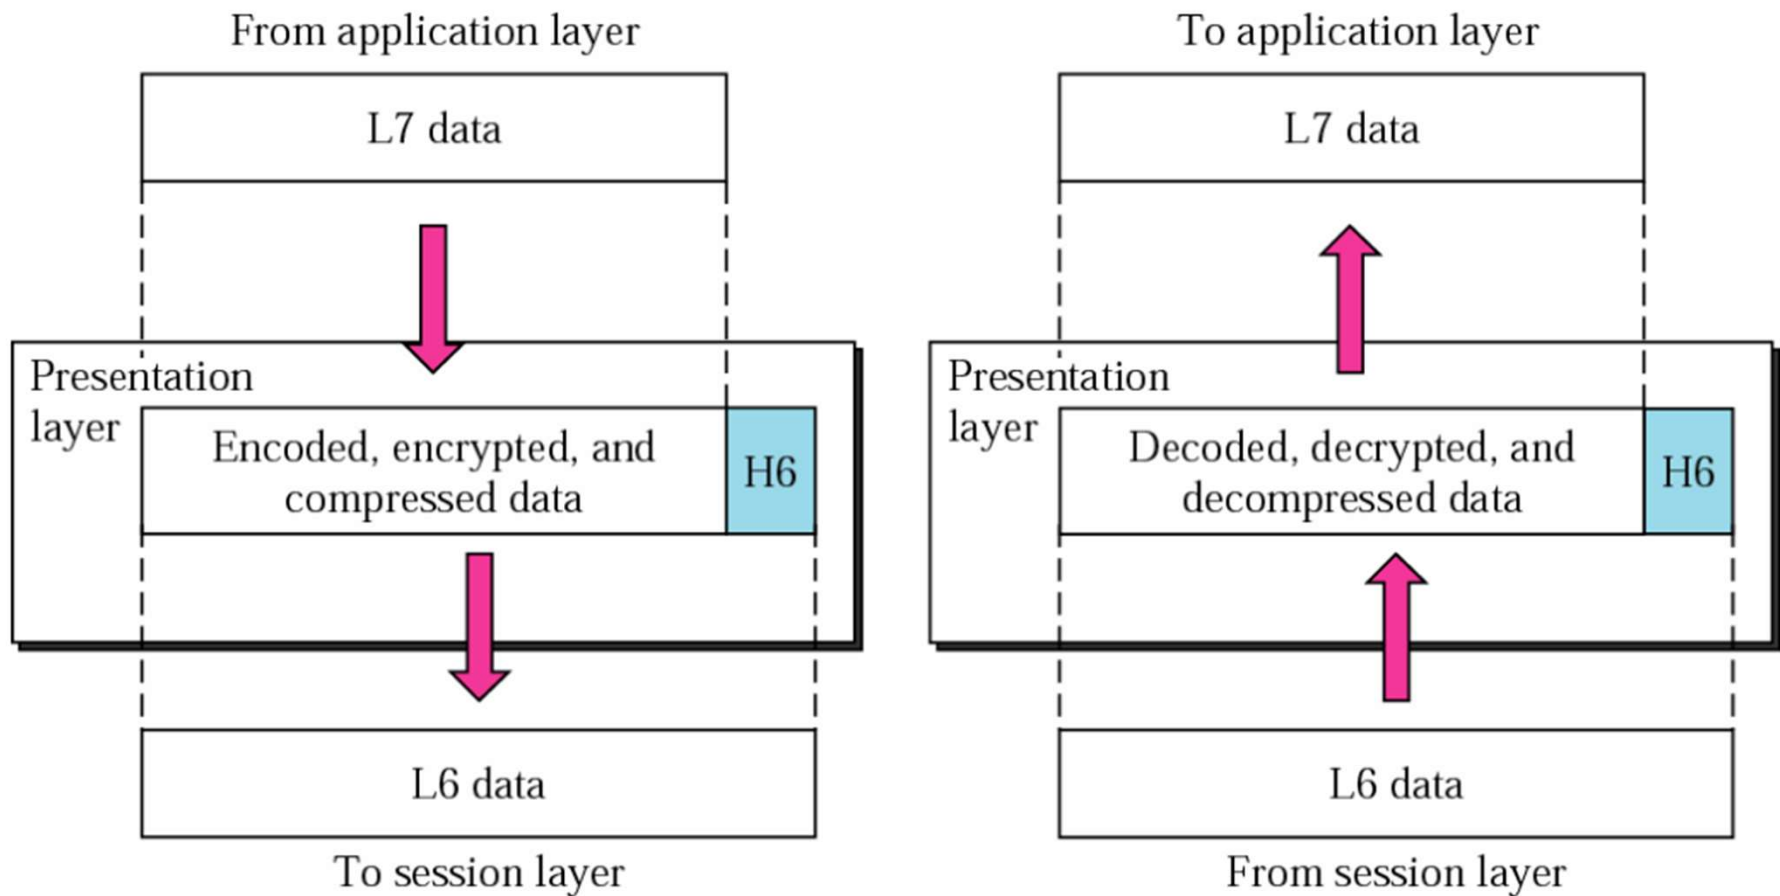 From application layer
L7 data
Presentation
layer
Encoded, encrypted, and
compressed data
H6
L6 data
To session layer
To application layer
L7 data
Presentation
layer
Decoded, decrypted, and
decompressed data
H6
L6 data
From session layer